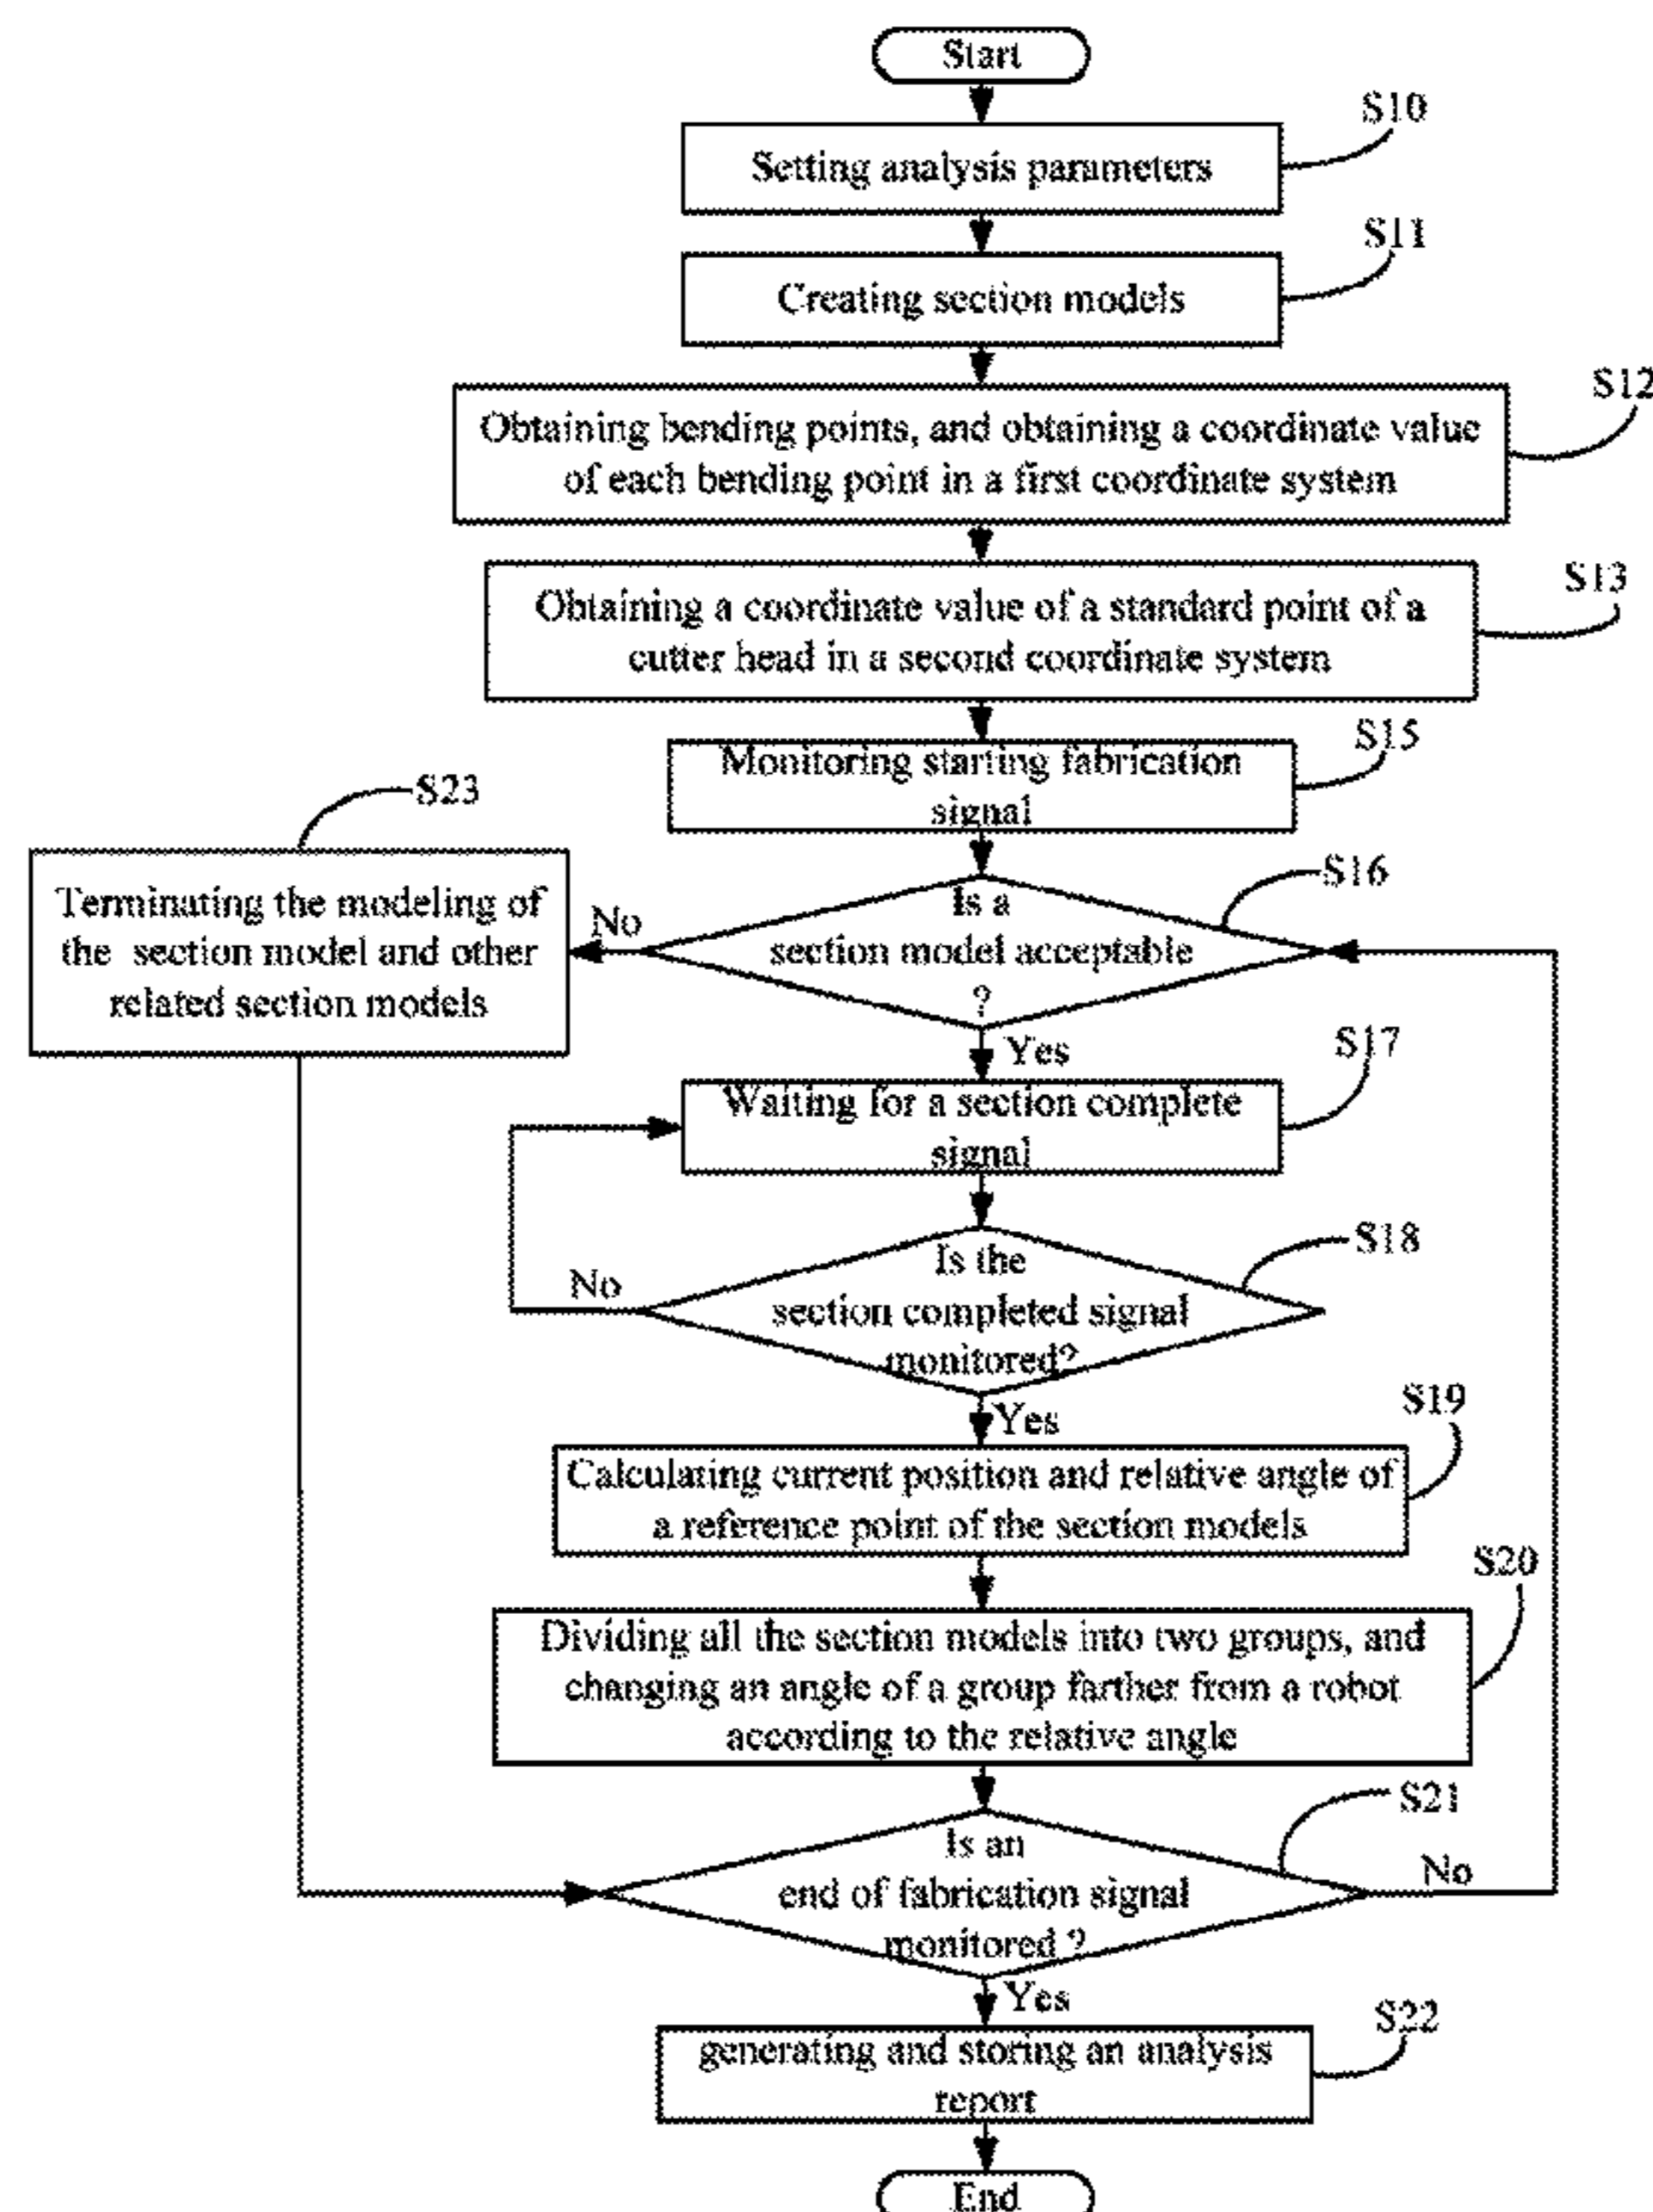 Start
S10
Setting analysis parameters
S11
Creating section models
S12
Obtaining bending points, and obtaining a coordinate value
of each bending point in a first coordinate system
S13
Obtaining a coordinate value of a standard point of a
cutter head in a second coordinate system
S15
Monitoring starting fabrication
signal
S23
Terminating the modeling of
the section model and other
related section models
No
S16
Is a
section model acceptable
?
Yes
S17
Waiting for a section complete
signal
S18
Is the
section completed signal
monitored?
No
Yes
S19
Calculating current position and relative angle of
a reference point of the section models
S20
Dividing all the section models into two groups, and
changing an angle of a group farther from a robot
according to the relative angle
S21
Is an
end of fabrication signal
monitored ?
No
Yes
S22
generating and storing an analysis
report
End